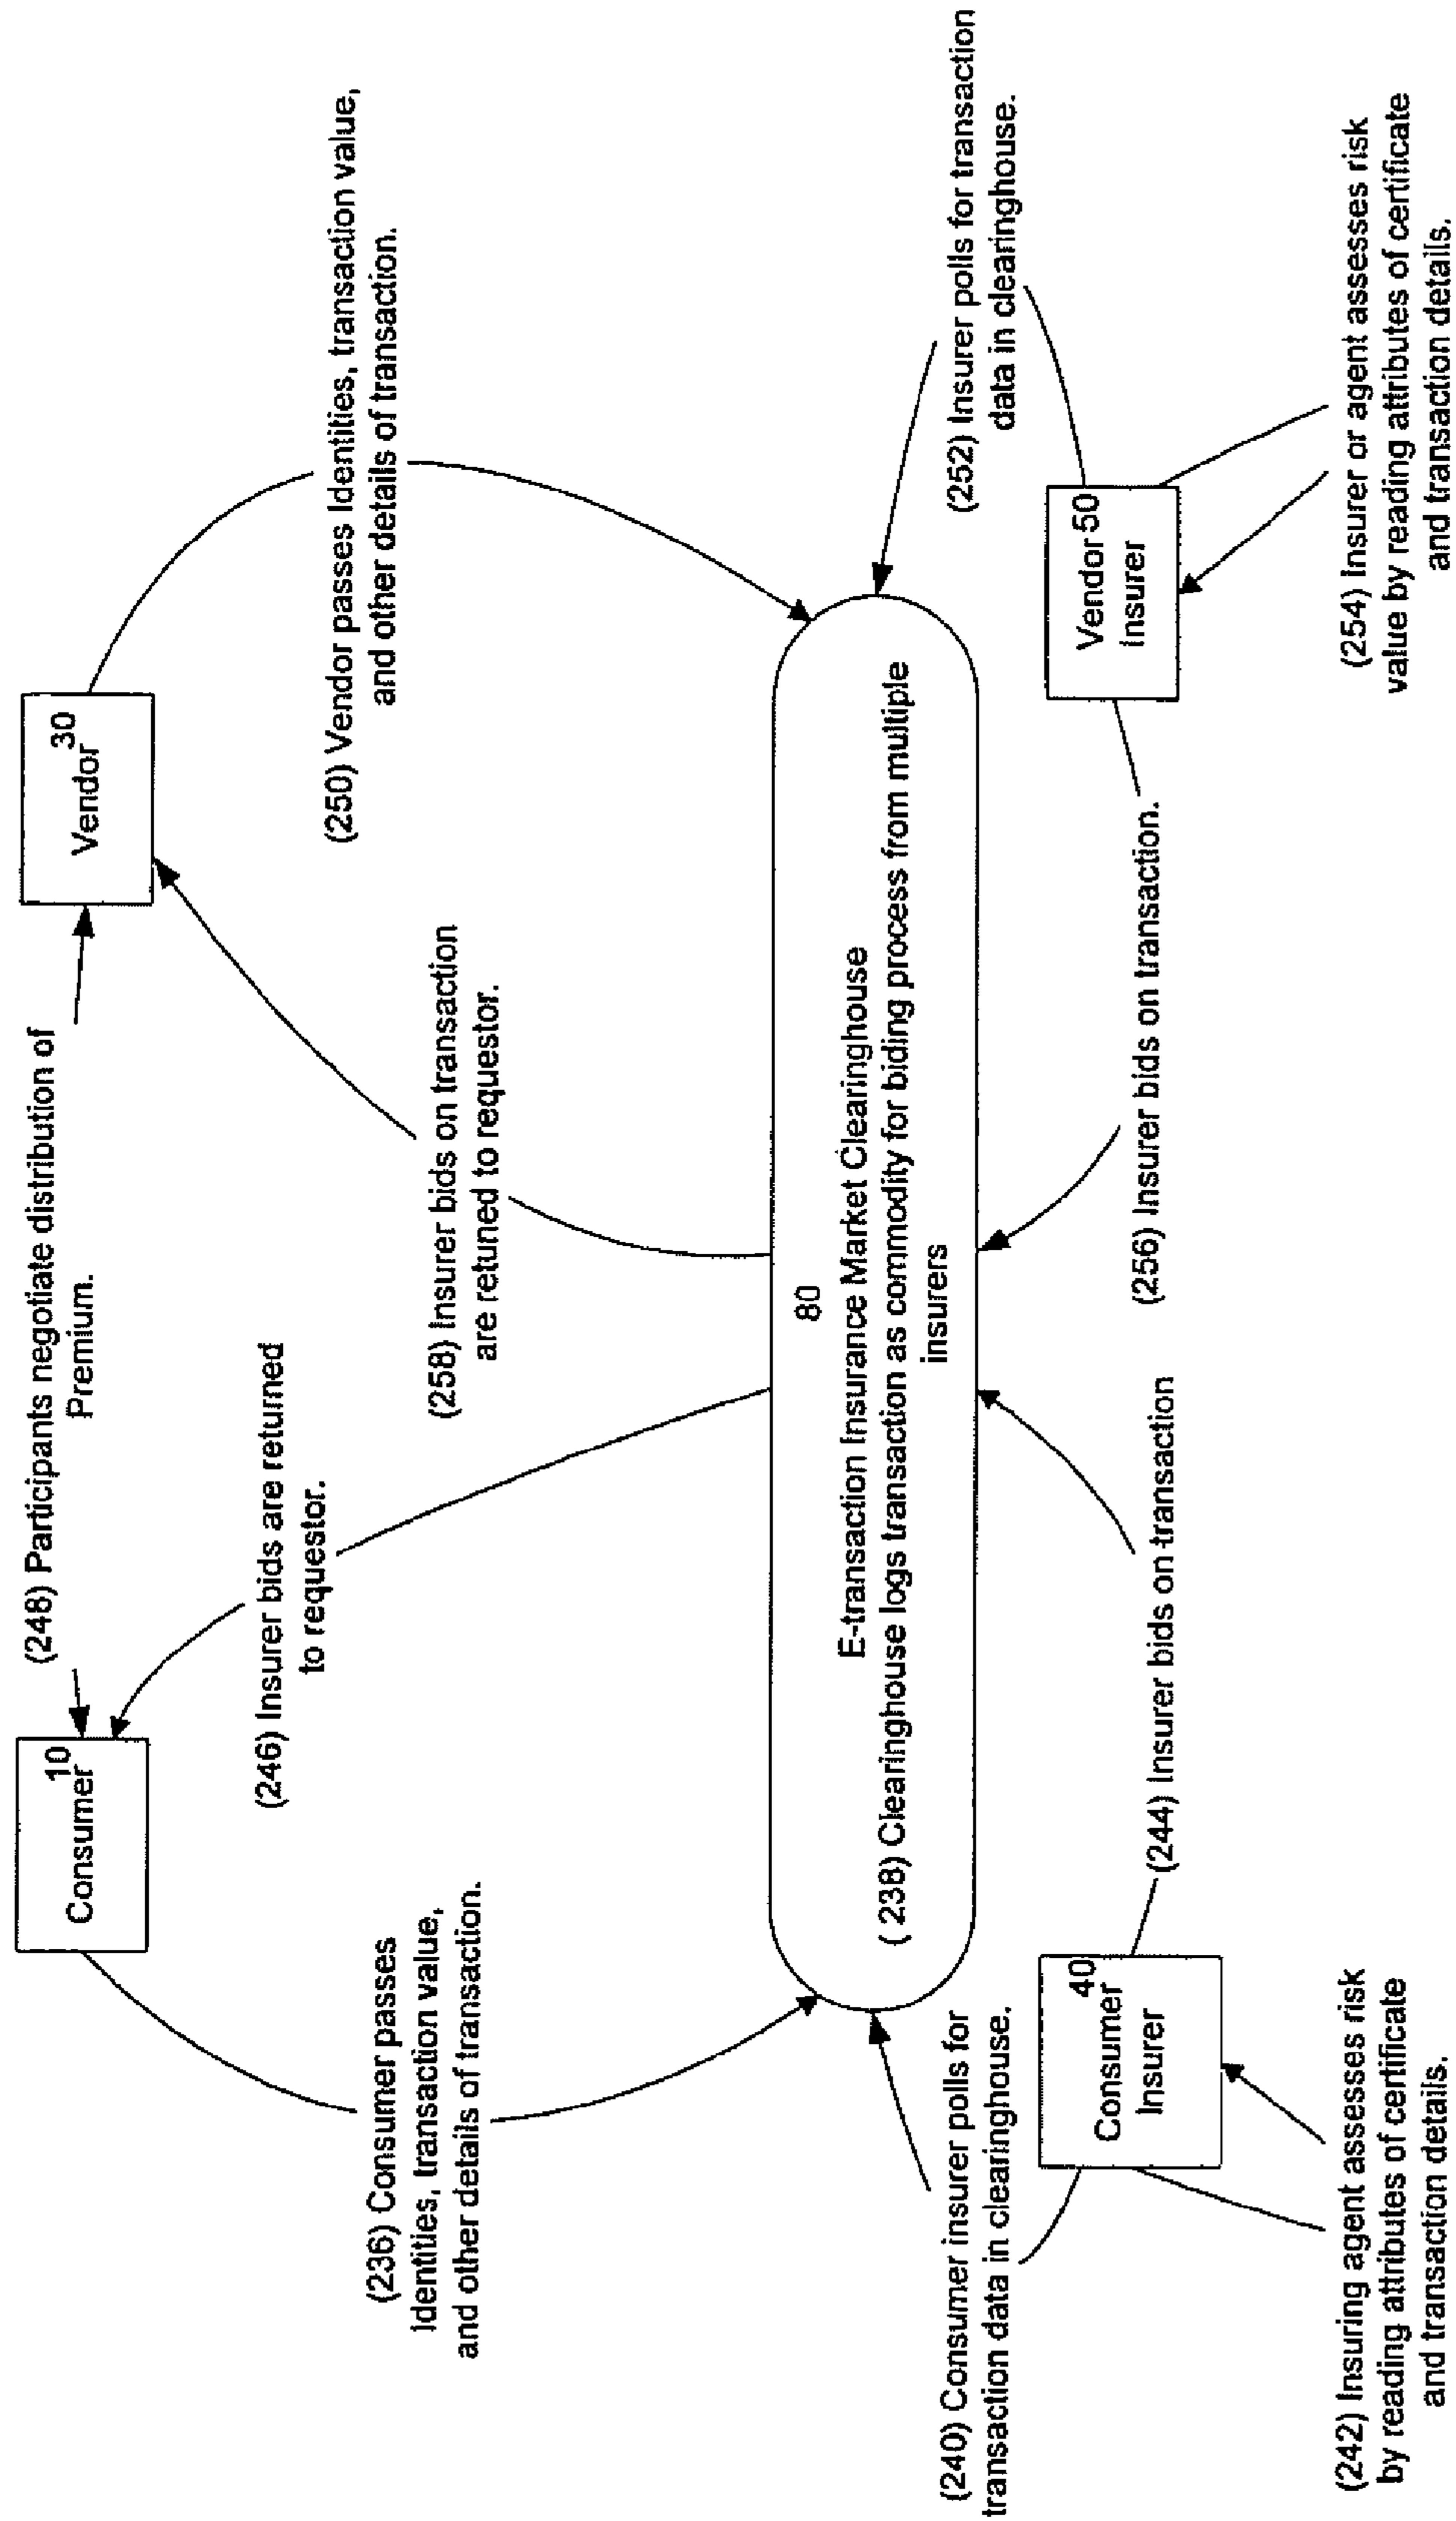 (248) Participants negotiate distribution of
Premium.
Consumer 10
Vendor 30
(246) Insurer bids are returned
to requestor.
(250) Vendor passes Identities, transaction value,
and other details of transaction.
(236) Consumer passes
Identities, transaction value,
and other details of transaction.
(258) Insurer bids on transaction
are retuned to requestor.
80
E-transaction Insurance Market Clearinghouse
( 238) Clearinghouse logs transaction as commodity for biding process from multiple
insurers
(240) Consumer insurer polls for
transaction data in clearinghouse.
(252) Insurer polls for transaction
data in clearinghouse.
40
Consumer
Insurer
Vendor 50
insurer
(244) Insurer bids on transaction
(256) Insurer bids on transaction.
(242) Insuring agent assesses risk
by reading attributes of certificate
and transaction details.
(254) Insurer or agent assesses risk
value by reading attributes of certificate
and transaction details.